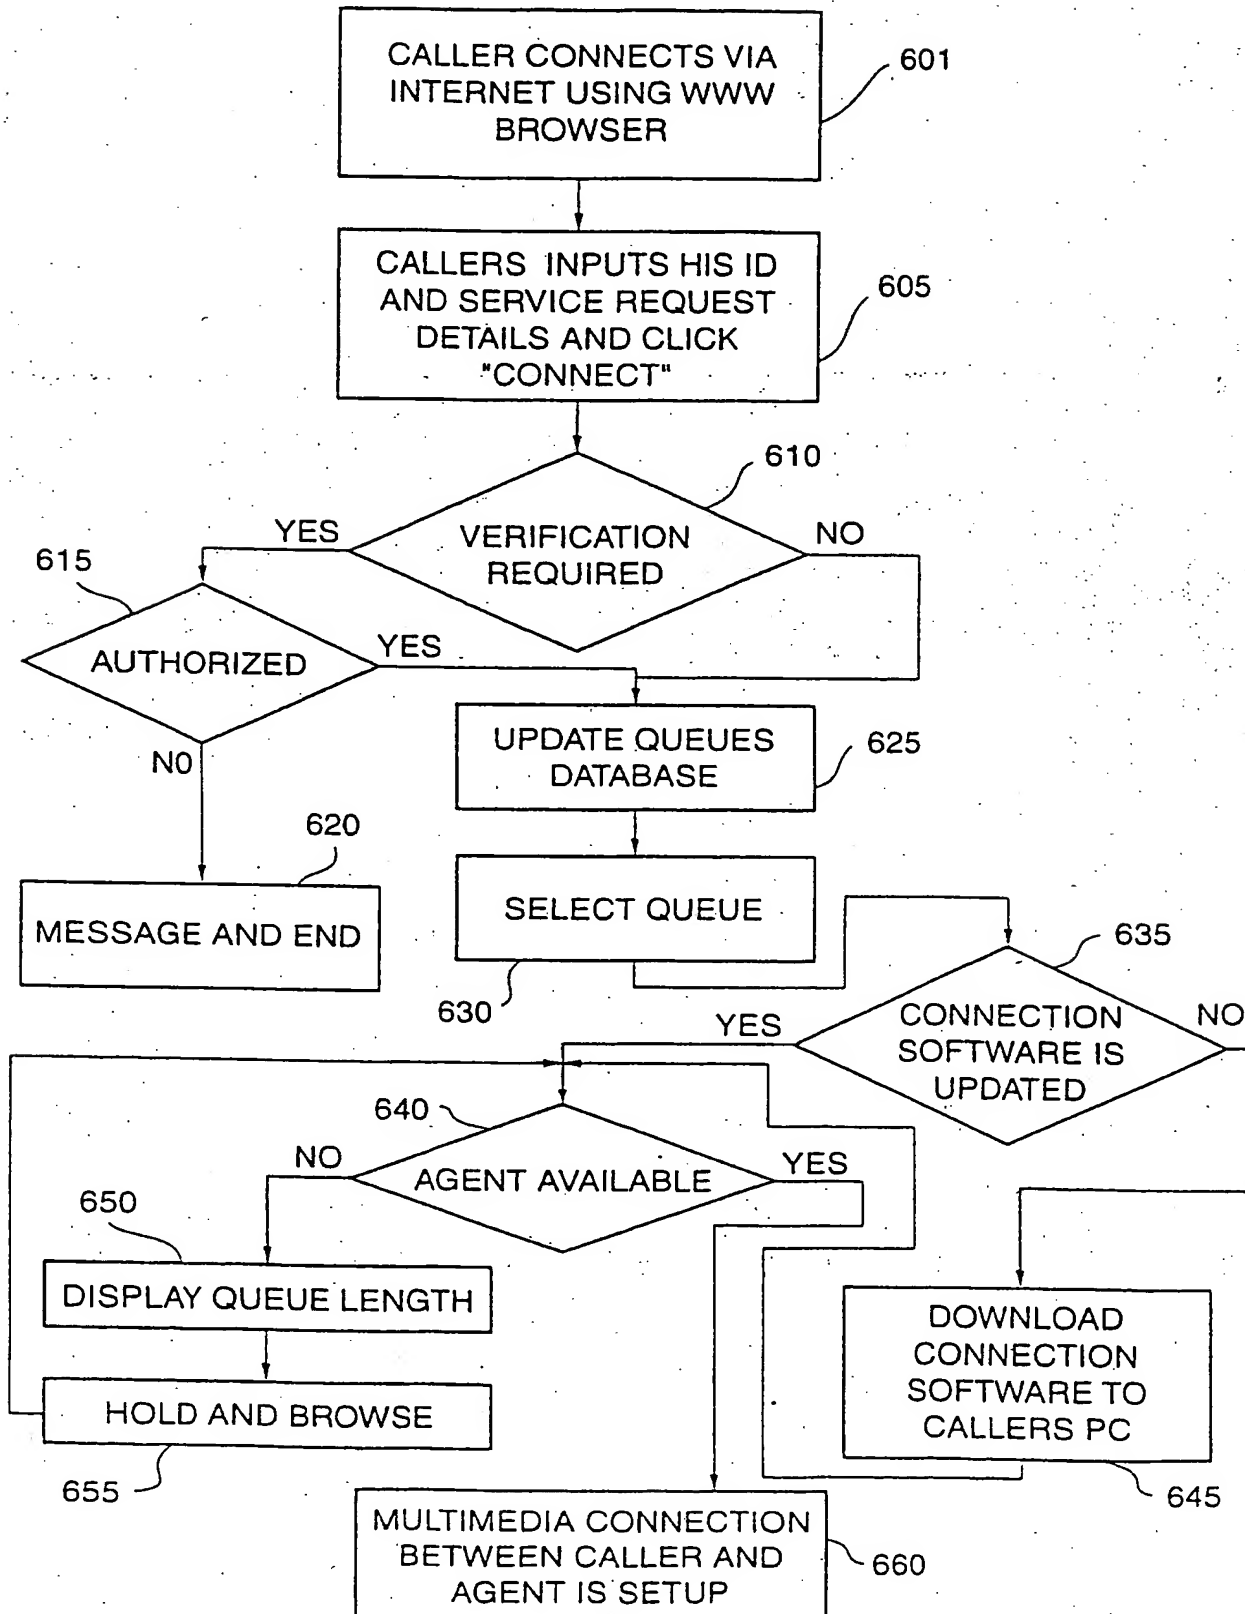 CALLER CONNECTS VIA
INTERNET USING WWW
BROWSER
601
CALLERS INPUTS HIS ID
AND SERVICE REQUEST
DETAILS AND CLICK
"CONNECT"
605
610
VERIFICATION
REQUIRED
YES
NO
615
AUTHORIZED
YES
NO
UPDATE QUEUES
DATABASE
625
620
MESSAGE AND END
SELECT QUEUE
630
635
CONNECTION
SOFTWARE IS
UPDATED
YES
NO
640
AGENT AVAILABLE
NO
YES
650
DISPLAY QUEUE LENGTH
HOLD AND BROWSE
655
DOWNLOAD
CONNECTION
SOFTWARE TO
CALLERS PC
645
MULTIMEDIA CONNECTION
BETWEEN CALLER AND
AGENT IS SETUP
660